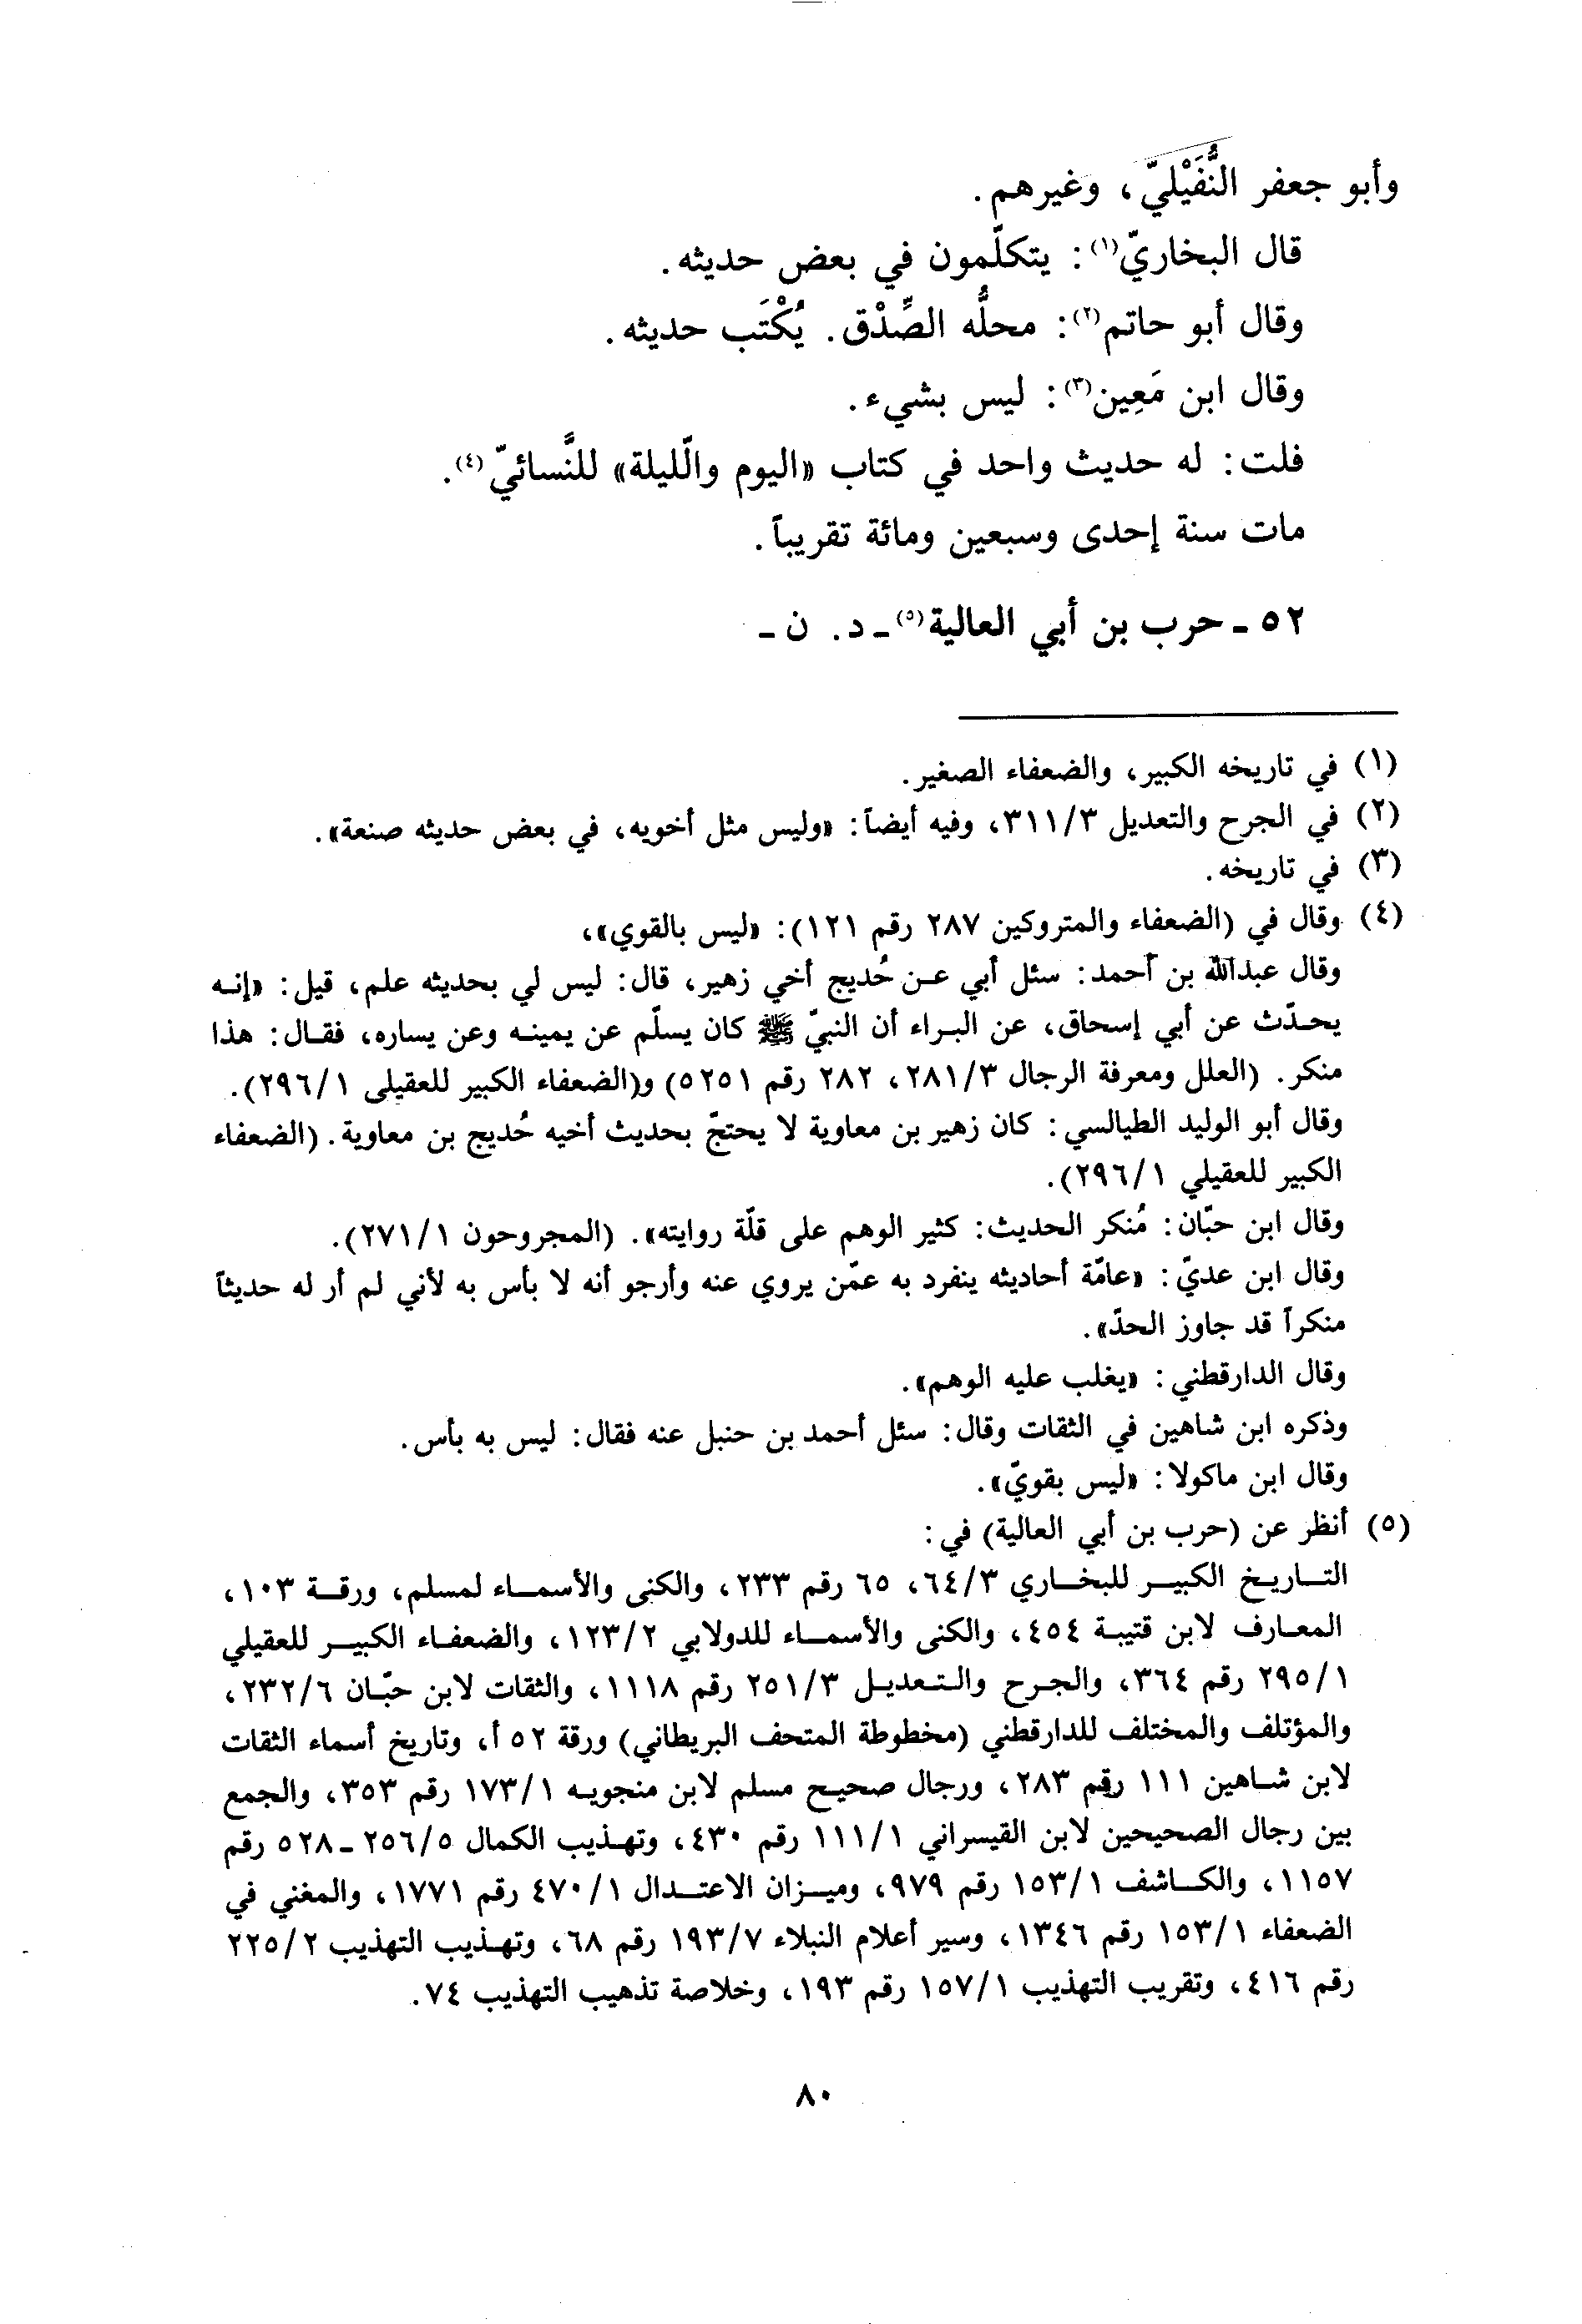 وأبو جعفر النُّفَيْليّ، وغيرهم.
قال البخاريّ(١): يتكلّمون في بعض حديثه.
وقال أبو حاتم(٢): محلُّه الصِّدْق. يُكْتَب حديثه.
وقال ابن مَعِين(٣): ليس بشيء.
فلت: له حديث واحد في كتاب «اليوم والّليلة» للنَّسائيّ(٤).
مات سنة إحدى وسبعين ومائة تقريباً.
٥٢ - حرب بن أبي العالية(٥) - د. ن -
(١) في تاريخه الكبير، والضعفاء الصغير.
(٢) في الجرح والتعديل ٣١١/٣، وفيه أيضاً: «وليس مثل أخويه، في بعض حديثه صنعة».
(٣) في تاريخه.
(٤) وقال في (الضعفاء والمتروكين ٢٨٧ رقم ١٢١): «ليس بالقوي»،
وقال عبدالله بن أحمد: سئل أبي عن حُديج أخي زهير، قال: ليس لي بحديثه علم، قيل: «إنه
يحدّث عن أبي إسحاق، عن البراء أن النبيّ ﷺ كان يسلّم عن يمينه وعن يساره، فقال: هذا
منكر. (العلل ومعرفة الرجال ٢٨١/٣، ٢٨٢ رقم ٥٢٥١) و(الضعفاء الكبير للعقيلى ٢٩٦/١).
وقال أبو الوليد الطيالسي: كان زهير بن معاوية لا يحتجّ بحديث أخيه حُديج بن معاوية. (الضعفاء
الكبير للعقيلي ٢٩٦/١).
وقال ابن حبّان: مُنكر الحديث: كثير الوهم على قلّة روايته». (المجروحون ٢٧١/١).
وقال ابن عديّ: «عامّة أحاديثه ينفرد به عمّن يروي عنه وأرجو أنه لا بأس به لأني لم أر له حديثاً
منكراً قد جاوز الحدّ».
وقال الدارقطني: «يغلب عليه الوهم».
وذكره ابن شاهين في الثقات وقال: سئل أحمد بن حنبل عنه فقال: ليس به بأس.
وقال ابن ماكولا: «ليس بقويّ».
(٥) أنظر عن (حرب بن أبي العالية) في:
التاريخ الكبير للبخاري ٦٤/٣، ٦٥ رقم ٢٣٣، والكنى والأسماء لمسلم، ورقة ١٠٣،
المعارف لابن قتيبة ٤٥٤، والكنى والأسماء للدولابي ١٢٣/٢، والضعفاء الكبير للعقيلي
٢٩٥/١ رقم ٣٦٤، والجرح والتعديل ٢٥١/٣ رقم ١١١٨، والثقات لابن حبّان ٢٣٢/٦،
والمؤتلف والمختلف للدارقطني (مخطوطة المتحف البريطاني) ورقة ٥٢ أ، وتاريخ أسماء الثقات
لابن شاهين ١١١ رقم ٢٨٣، ورجال صحيح مسلم لابن منجويه ١٧٣/١ رقم ٣٥٣، والجمع
بين رجال الصحيحين لابن القيسراني ١١١/١ رقم ٤٣٠، وتهذيب الكمال ٢٥٦/٥ - ٥٢٨ رقم
١١٥٧، والكاشف ١٥٣/١ رقم ٩٧٩، وميزان الاعتدال ٤٧٠/١ رقم ١٧٧١، والمغني في
الضعفاء ١٥٣/١ رقم ١٣٤٦، وسير أعلام النبلاء ١٩٣/٧ رقم ٦٨، وتهذيب التهذيب ٢٢٥/٢
رقم ٤١٦، وتقريب التهذيب ١٥٧/١ رقم ١٩٣، وخلاصة تذهيب التهذيب ٧٤.
٨٠